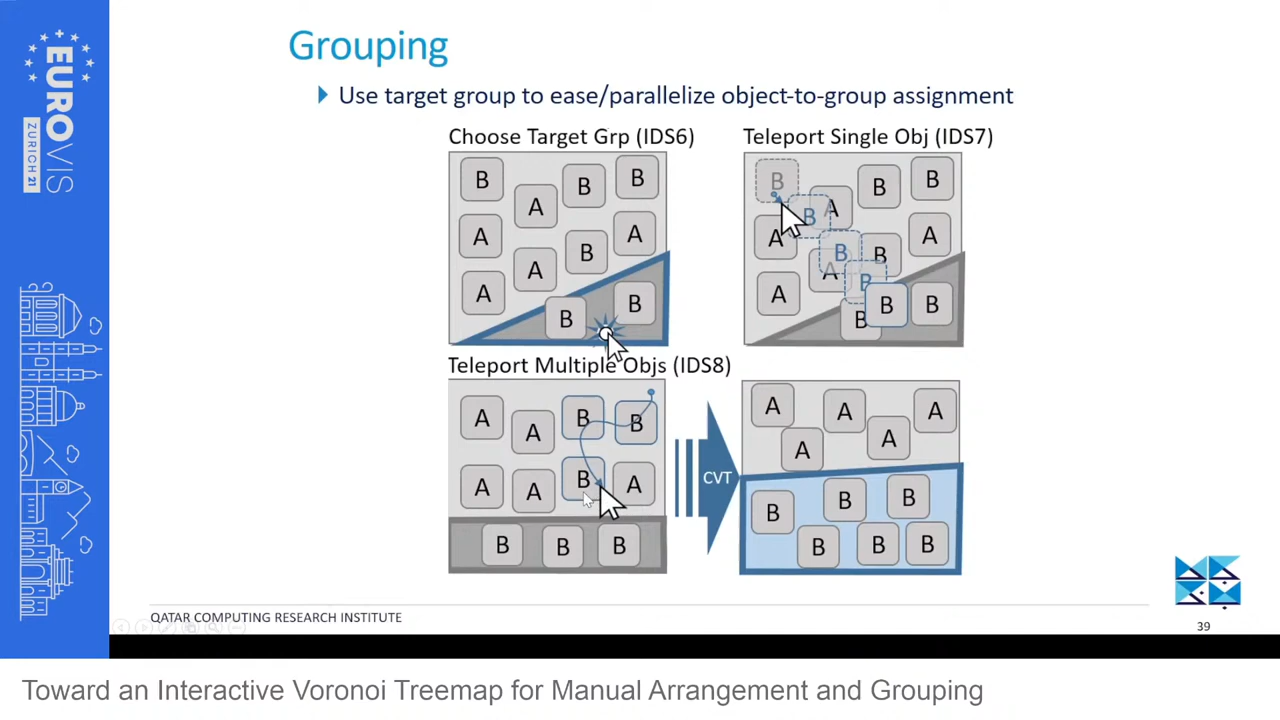 EUROVIS
ZURICH 21
Grouping
Use target group to ease/parallelize object-to-group assignment
Choose Target Grp (IDS6)
B A B B
A A B A
A B B
Teleport Single Obj (IDS7)
B B A B B
A B B A
A A B
B B B
Teleport Multiple Objs (IDS8)
A A B B
A A B A
B B B
CVT
A A A A A
B B B
B B B
QATAR COMPUTING RESEARCH INSTITUTE
39
Toward an Interactive Voronoi Treemap for Manual Arrangement and Grouping